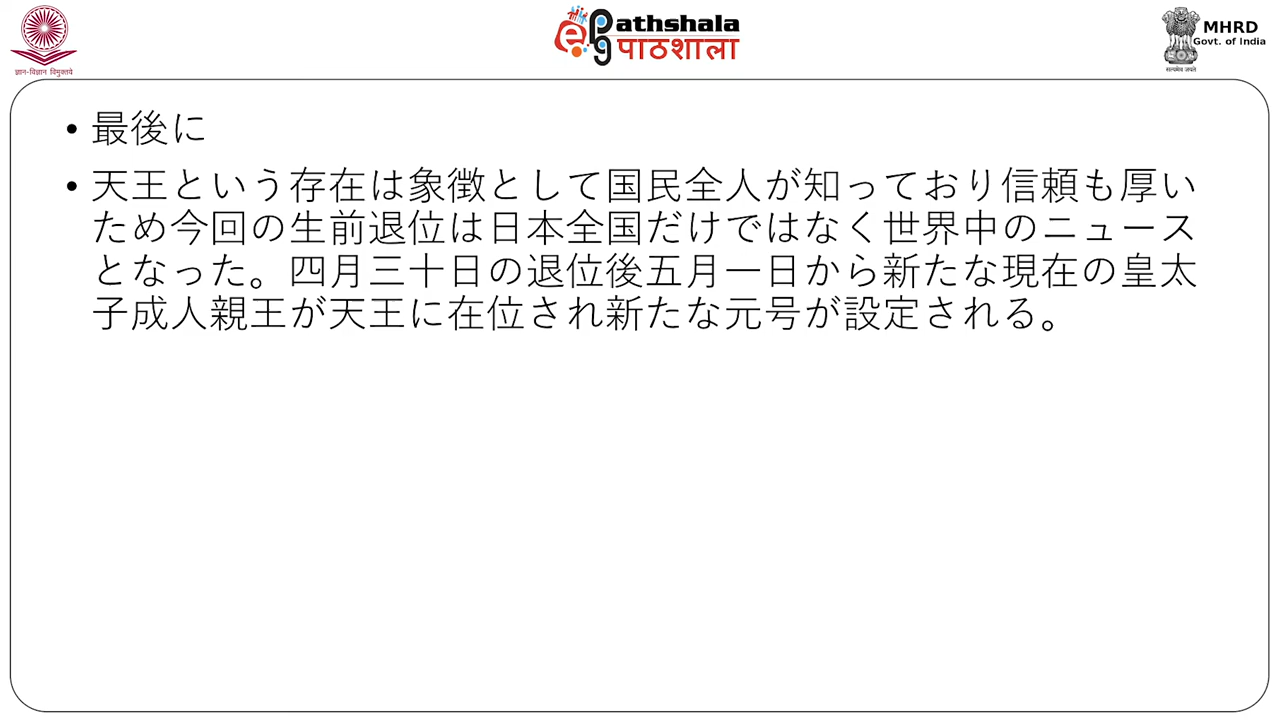 ज्ञान-विज्ञान विमुक्तये
ePathshala
पाठशाला
सत्यमेव जयते
MHRD
Govt. of India
• 最後に
• 天王という存在は象徴として国民全人が知っており信頼も厚い
ため今回の生前退位は日本全国だけではなく世界中のニュース
となった。四月三十日の退位後五月一日から新たな現在の皇太
子成人親王が天王に在位され新たな元号が設定される。